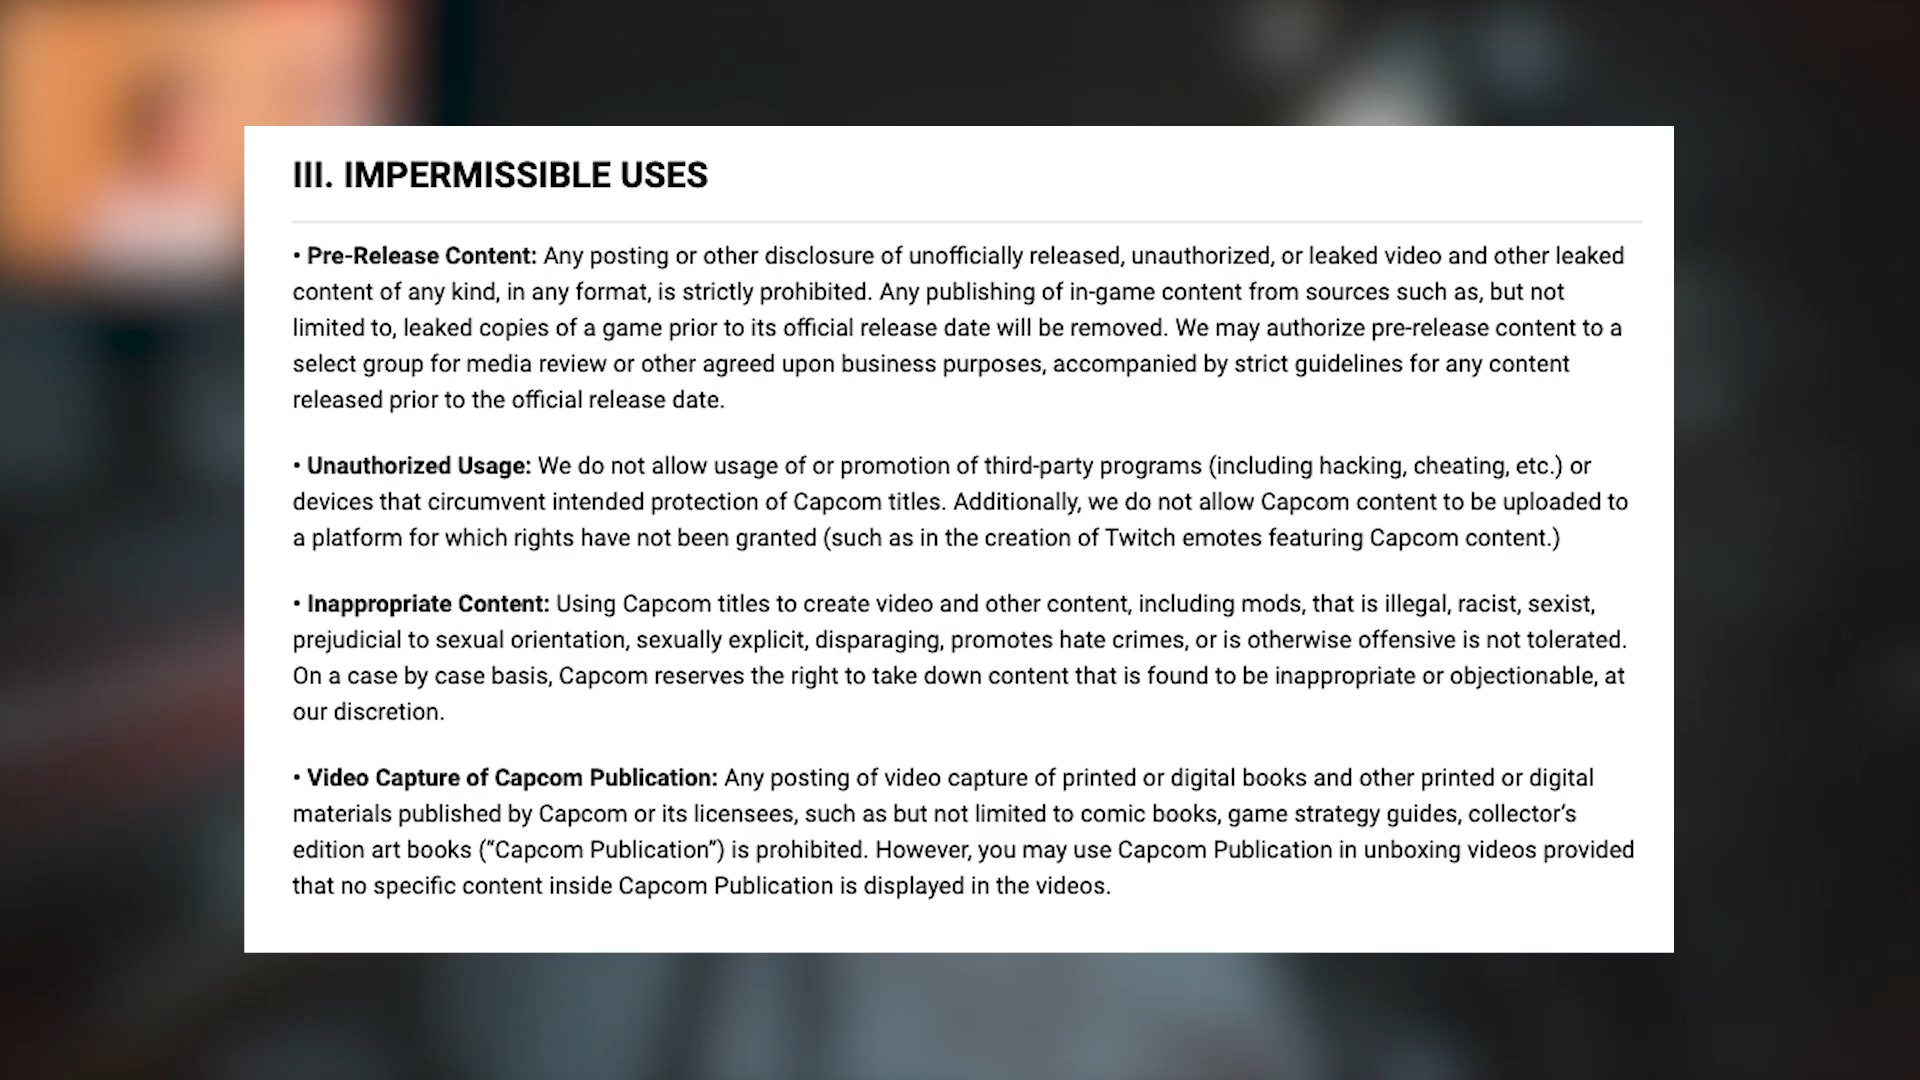 III. IMPERMISSIBLE USES
• Pre-Release Content: Any posting or other disclosure of unofficially released, unauthorized, or leaked video and other leaked
content of any kind, in any format, is strictly prohibited. Any publishing of in-game content from sources such as, but not
limited to, leaked copies of a game prior to its official release date will be removed. We may authorize pre-release content to a
select group for media review or other agreed upon business purposes, accompanied by strict guidelines for any content
released prior to the official release date.
• Unauthorized Usage: We do not allow usage of or promotion of third-party programs (including hacking, cheating, etc.) or
devices that circumvent intended protection of Capcom titles. Additionally, we do not allow Capcom content to be uploaded to
a platform for which rights have not been granted (such as in the creation of Twitch emotes featuring Capcom content.)
• Inappropriate Content: Using Capcom titles to create video and other content, including mods, that is illegal, racist, sexist,
prejudicial to sexual orientation, sexually explicit, disparaging, promotes hate crimes, or is otherwise offensive is not tolerated.
On a case by case basis, Capcom reserves the right to take down content that is found to be inappropriate or objectionable, at
our discretion.
• Video Capture of Capcom Publication: Any posting of video capture of printed or digital books and other printed or digital
materials published by Capcom or its licensees, such as but not limited to comic books, game strategy guides, collector’s
edition art books (“Capcom Publication”) is prohibited. However, you may use Capcom Publication in unboxing videos provided
that no specific content inside Capcom Publication is displayed in the videos.